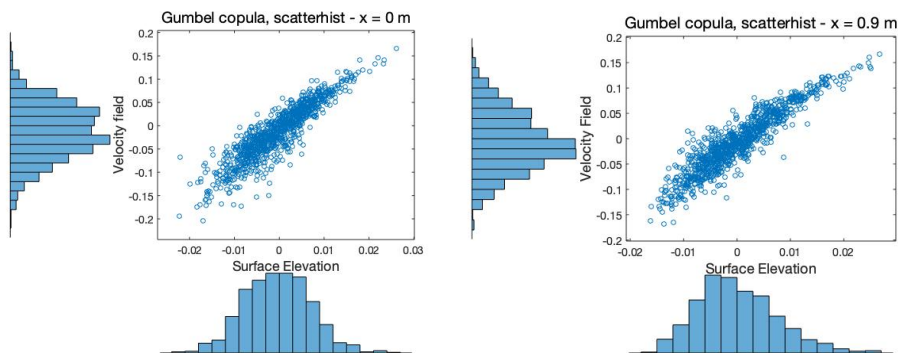 Gumbel copula, scatterhist - x = 0 m
0.2
0.15
0.1
0.05
0
-0.05
-0.1
-0.15
-0.2
Velocity field
-0.02 -0.01 0 0.01 0.02 0.03
Surface Elevation
Gumbel copula, scatterhist - x = 0.9 m
0.2
0.15
0.1
0.05
0
-0.05
-0.1
-0.15
-0.2
Velocity Field
-0.02 -0.01 0 0.01 0.02
Surface Elevation